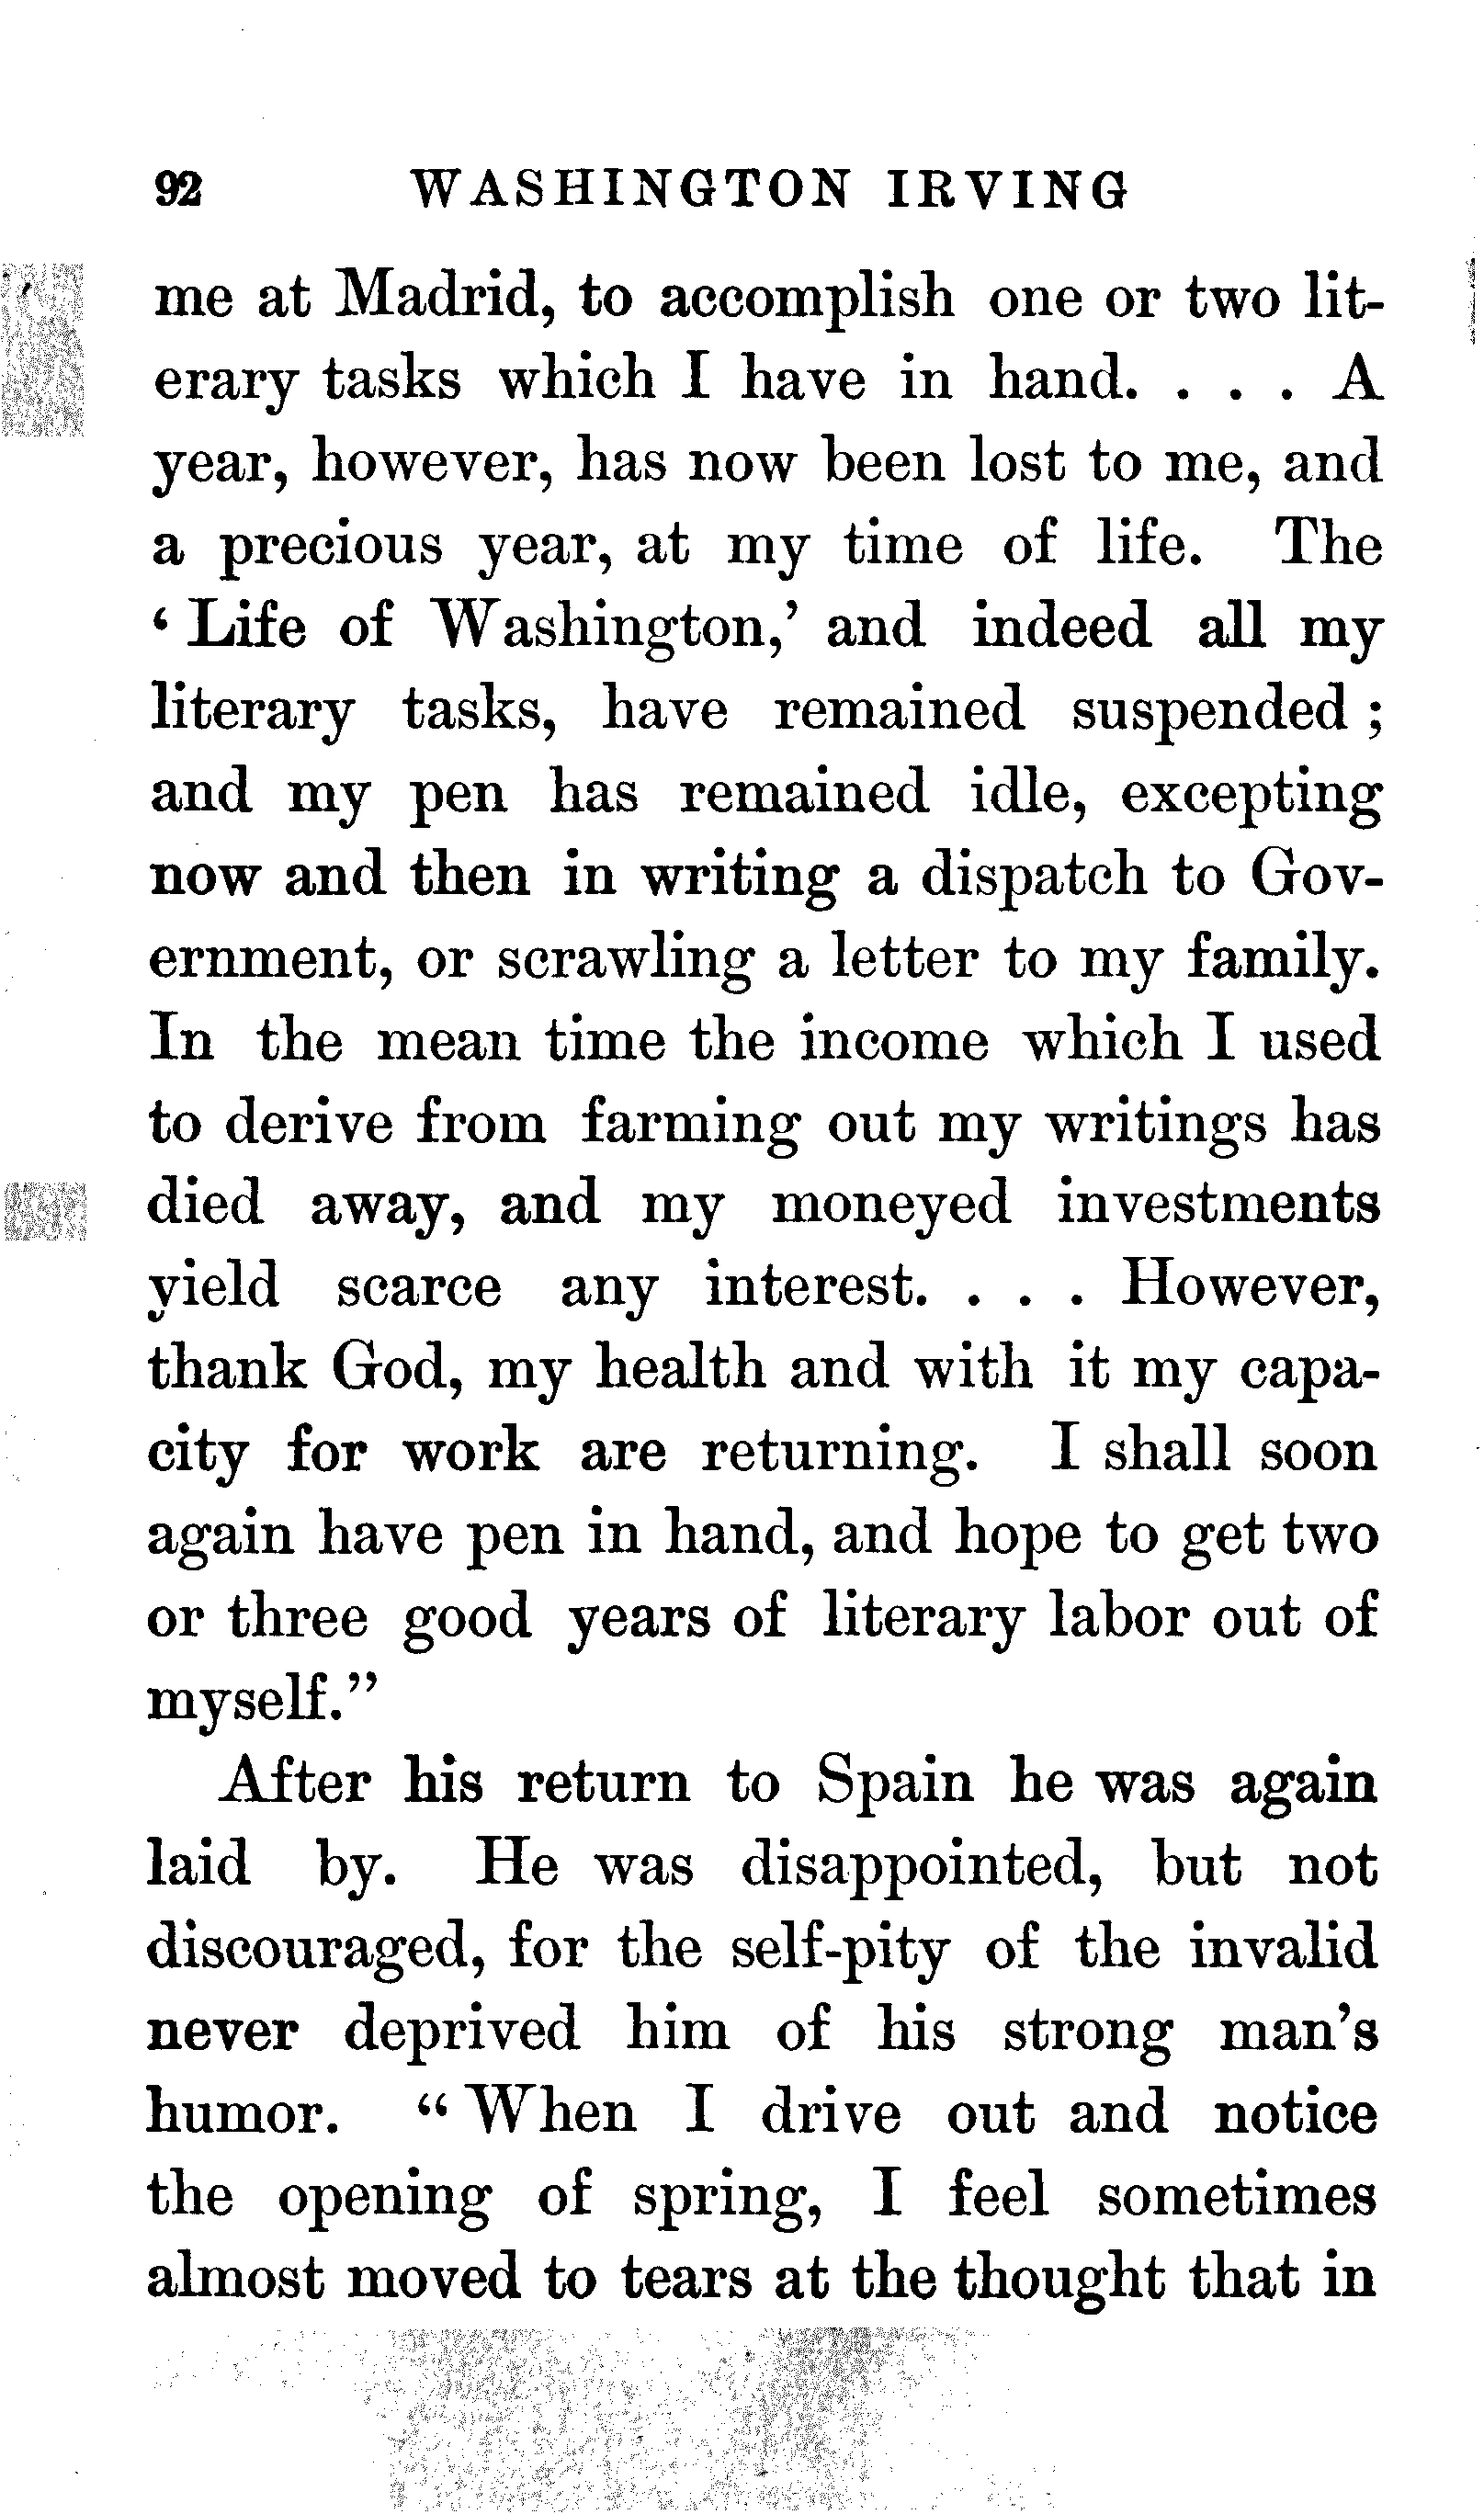 92 WASHINGTON IRVING
me at Madrid, to accomplish one or two lit-
erary tasks which I have in hand. . . . A
year, however, has now been lost to me, and
a precious year, at my time of life. The
‘ Life of Washington,’ and indeed all my
literary tasks, have remained suspended ;
and my pen has remained idle, excepting
now and then in writing a dispatch to Gov-
ernment, or scrawling a letter to my family.
In the mean time the income which I used
to derive from farming out my writings has
died away, and my moneyed investments
yield scarce any interest. . . . However,
thank God, my health and with it my capa-
city for work are returning. I shall soon
again have pen in hand, and hope to get two
or three good years of literary labor out of
myself.”
After his return to Spain he was again
laid by. He was disappointed, but not
discouraged, for the self-pity of the invalid
never deprived him of his strong man’s
humor. “ When I drive out and notice
the opening of spring, I feel sometimes
almost moved to tears at the thought that in